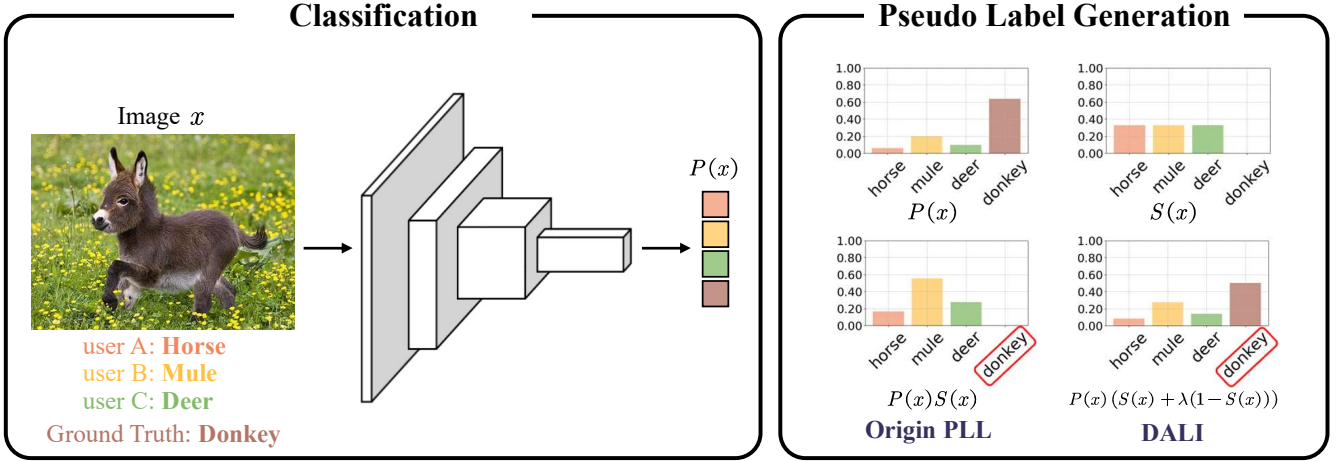 Classification
Image x
user A: Horse
user B: Mule
user C: Deer
Ground Truth: Donkey
P(x)
Pseudo Label Generation
1.00
0.80
0.60
0.40
0.20
0.00
horse mule deer donkey
P(x)
1.00
0.80
0.60
0.40
0.20
0.00
horse mule deer donkey
S(x)
1.00
0.80
0.60
0.40
0.20
0.00
horse mule deer donkey
P(x)S(x)
Origin PLL
1.00
0.80
0.60
0.40
0.20
0.00
horse mule deer donkey
P(x)(S(x)+λ(1−S(x)))
DALI